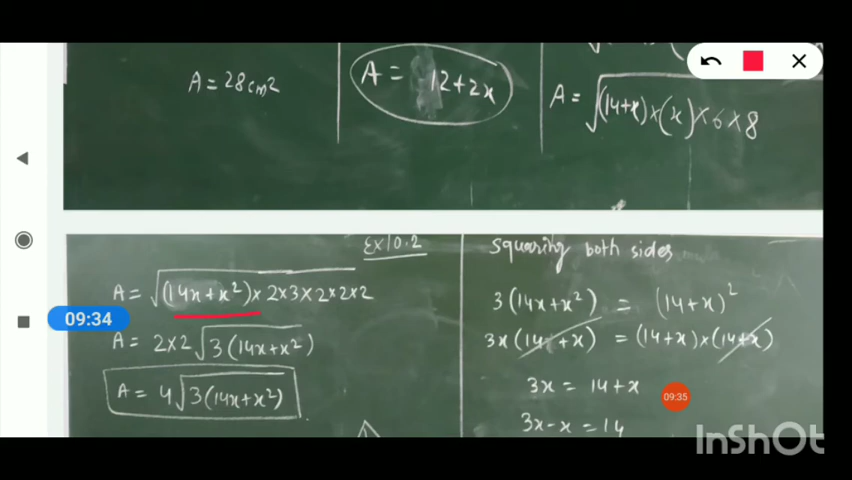 A = 28cm²
A = 12+2x
A = √(14+x)×(x)×6×8
Ex 10.2
A = √(14x+x²)×2×3×2×2×2
09:34
A = 2×2√3(14x+x²)
A = 4√3(14x+x²)
Squaring both sides
3(14x+x²) = (14+x)²
3x(14+x) = (14+x)×(14+x)
3x = 14+x
09:35
3x-x = 14
InShOt